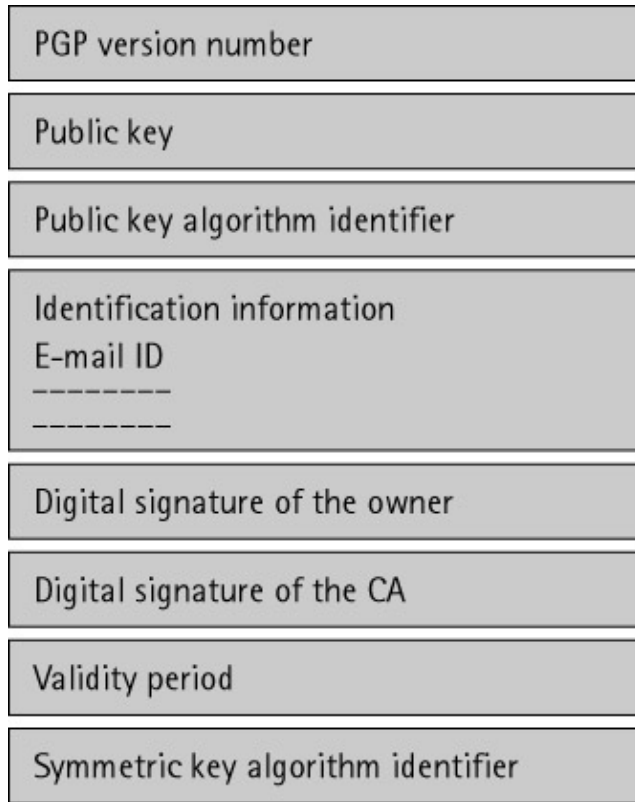 PGP version number
Public key
Public key algorithm identifier
Identification information
E-mail ID
--------
--------
Digital signature of the owner
Digital signature of the CA
Validity period
Symmetric key algorithm identifier